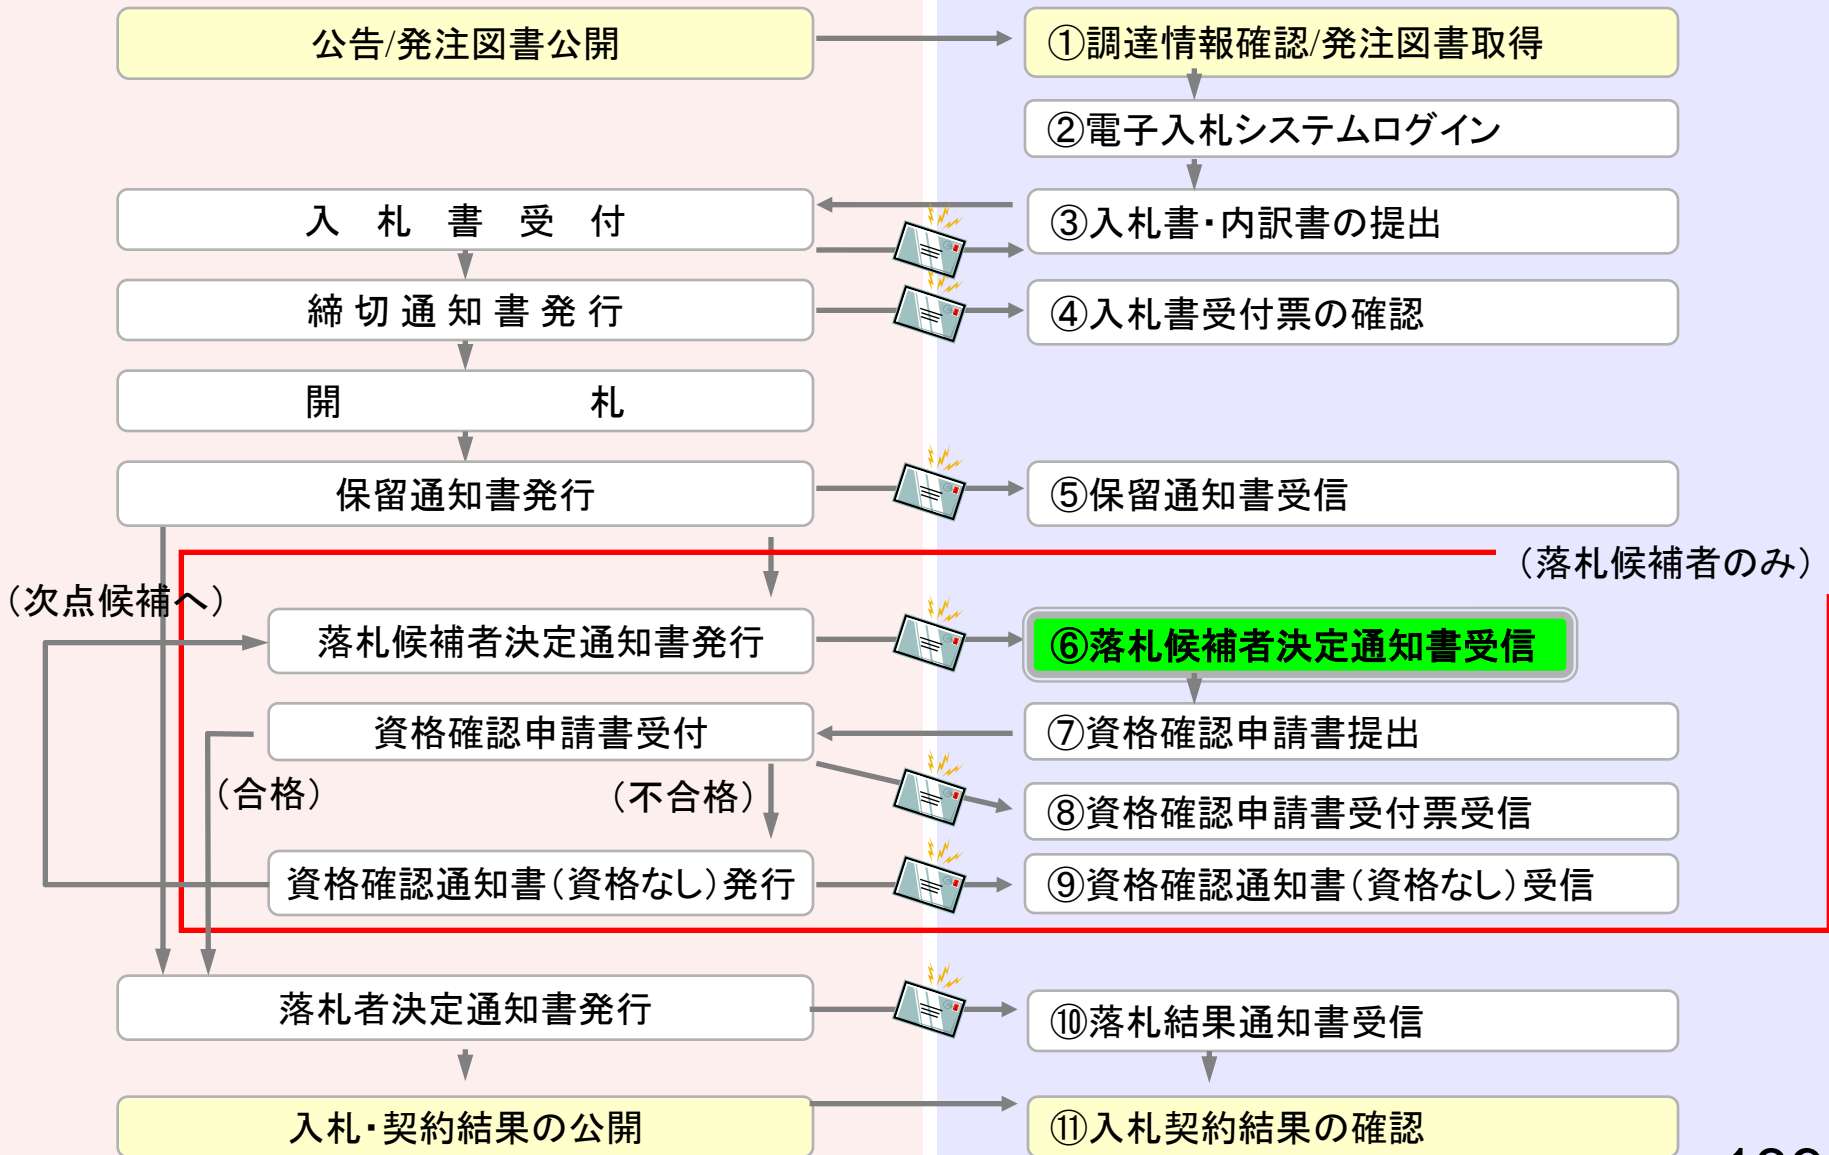 公告/発注図書公開
①調達情報確認/発注図書取得
②電子入札システムログイン
入　札　書　受　付
③入札書・内訳書の提出
締 切 通 知 書 発 行
④入札書受付票の確認
開　　　　　　　札
保留通知書発行
⑤保留通知書受信
（落札候補者のみ）
（次点候補へ）
落札候補者決定通知書発行
⑥落札候補者決定通知書受信
資格確認申請書受付
⑦資格確認申請書提出
（合格）
（不合格）
⑧資格確認申請書受付票受信
資格確認通知書（資格なし）発行
⑨資格確認通知書（資格なし）受信
落札者決定通知書発行
⑩落札結果通知書受信
入札・契約結果の公開
⑪入札契約結果の確認